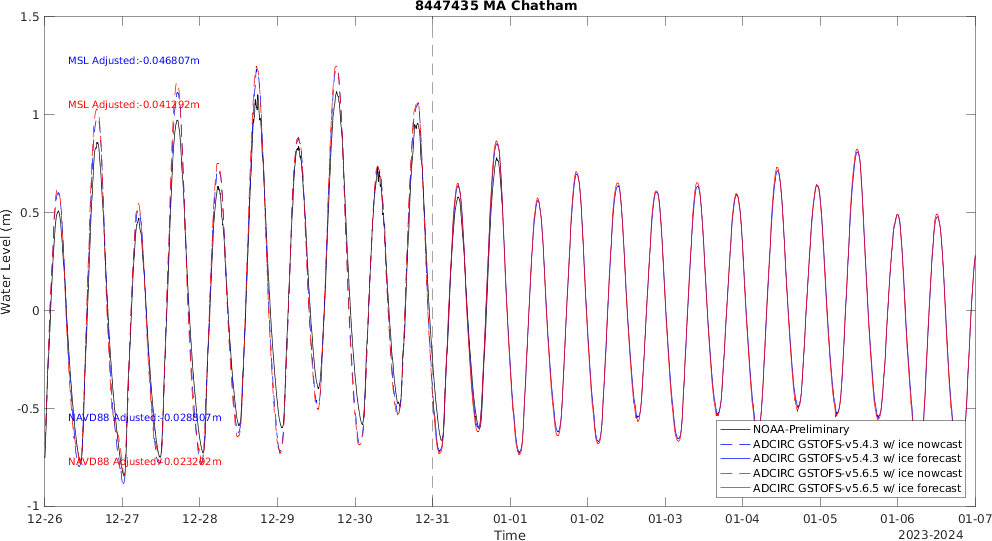 8447435 MA Chatham
1.5
1
0.5
0
-0.5
-1
Water Level (m)
MSL Adjusted:-0.046807m
MSL Adjusted:-0.041292m
NAVD88 Adjusted:-0.028807m
NAVD88 Adjusted:-0.023292m
NOAA-Preliminary
ADCIRC GSTOFS-v5.4.3 w/ ice nowcast
ADCIRC GSTOFS-v5.4.3 w/ ice forecast
ADCIRC GSTOFS-v5.6.5 w/ ice nowcast
ADCIRC GSTOFS-v5.6.5 w/ ice forecast
12-26 12-27 12-28 12-29 12-30 12-31 01-01 01-02 01-03 01-04 01-05 01-06 01-07
Time
2023-2024